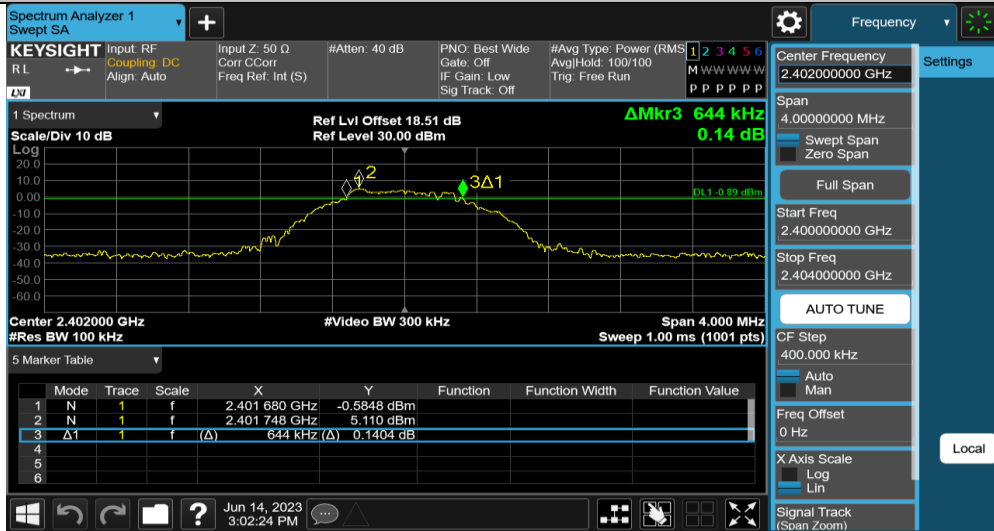 Spectrum Analyzer 1
Swept SA
+
Frequency
KEYSIGHT
R L
LXI
Input: RF
Coupling: DC
Align: Auto
Input Z: 50 Ω
Corr CCorr
Freq Ref: Int (S)
#Atten: 40 dB
PNO: Best Wide
Gate: Off
IF Gain: Low
Sig Track: Off
#Avg Type: Power (RMS
Avg|Hold: 100/100
Trig: Free Run
1 2 3 4 5 6
M W W W W W
P P P P P P
1 Spectrum
Scale/Div 10 dB
Ref Lvl Offset 18.51 dB
Ref Level 30.00 dBm
ΔMkr3 644 kHz
0.14 dB
Log
20.0
10.0
0.00
-10.0
-20.0
-30.0
-40.0
-50.0
-60.0
1
2
3Δ1
DL1 -0.89 dBm
Center 2.402000 GHz
#Video BW 300 kHz
Span 4.000 MHz
#Res BW 100 kHz
Sweep 1.00 ms (1001 pts)
5 Marker Table
Mode Trace Scale X Y Function Function Width Function Value
1 N 1 f 2.401 680 GHz -0.5848 dBm
2 N 1 f 2.401 748 GHz 5.110 dBm
3 Δ1 1 f (Δ) 644 kHz (Δ) 0.1404 dB
4
5
6
?
Jun 14, 2023
3:02:24 PM
Center Frequency
2.402000000 GHz
Span
4.00000000 MHz
Swept Span
Zero Span
Full Span
Start Freq
2.400000000 GHz
Stop Freq
2.404000000 GHz
AUTO TUNE
CF Step
400.000 kHz
Auto
Man
Freq Offset
0 Hz
X Axis Scale
Log
Lin
Signal Track
(Span Zoom)
Settings
Local